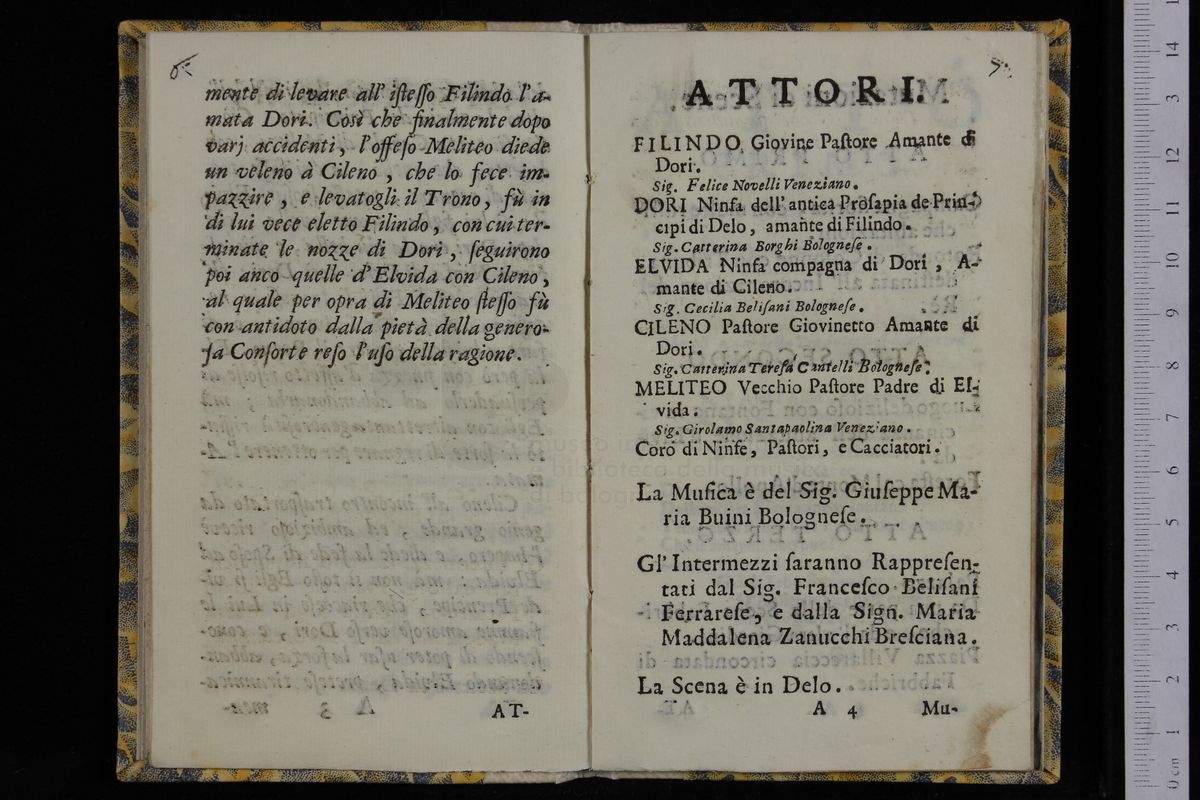 6
mente di levare all' iſteſſo Filindo l'a-
mata Dori. Così che finalmente dopo
varj accidenti, l'offeſo Meliteo diede
un veleno à Cileno, che lo fece im-
pazzire, e levatogli il Trono, fù in
di lui vece eletto Filindo, con cui ter-
minate le nozze di Dori, ſeguirono
poi anco quelle d'Elvida con Cileno,
al quale per opra di Meliteo ſteſſo fù
con antidoto dalla pietà della genero-
ſa Conſorte reſo l'uſo della ragione.
AT-
7
ATTORI.
FILINDO Giovine Paſtore Amante di
Dori.
Sig. Felice Novelli Veneziano.
DORI Ninfa dell' antica Proſapia de Prin-
cipi di Delo, amante di Filindo.
Sig. Catterina Borghi Bologneſe.
ELVIDA Ninfa compagna di Dori, A-
mante di Cileno.
Sig. Cecilia Beliſani Bologneſe.
CILENO Paſtore Giovinetto Amante di
Dori.
Sig. Catterina Tereſa Cantelli Bologneſe.
MELITEO Vecchio Paſtore Padre di El-
vida.
Sig. Girolamo Santapaolina Veneziano.
Coro di Ninfe, Paſtori, e Cacciatori.
La Muſica è del Sig. Giuſeppe Ma-
ria Buini Bologneſe.
Gl' Intermezzi ſaranno Rappreſen-
tati dal Sig. Franceſco Beliſani
Ferrareſe, e dalla Sign. Maria
Maddalena Zanucchi Breſciana.
La Scena è in Delo.
A 4 Mu-